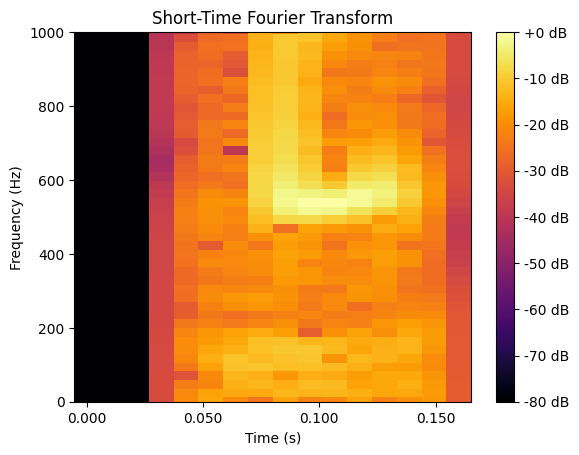 Short-Time Fourier Transform
1000
800
600
400
200
0
Frequency (Hz)
0.000
0.050
0.100
0.150
Time (s)
+0 dB
-10 dB
-20 dB
-30 dB
-40 dB
-50 dB
-60 dB
-70 dB
-80 dB